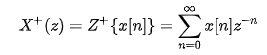 X⁺(z) = Z⁺{x[n]} = ∑_{n=0}^{∞} x[n]z⁻ⁿ